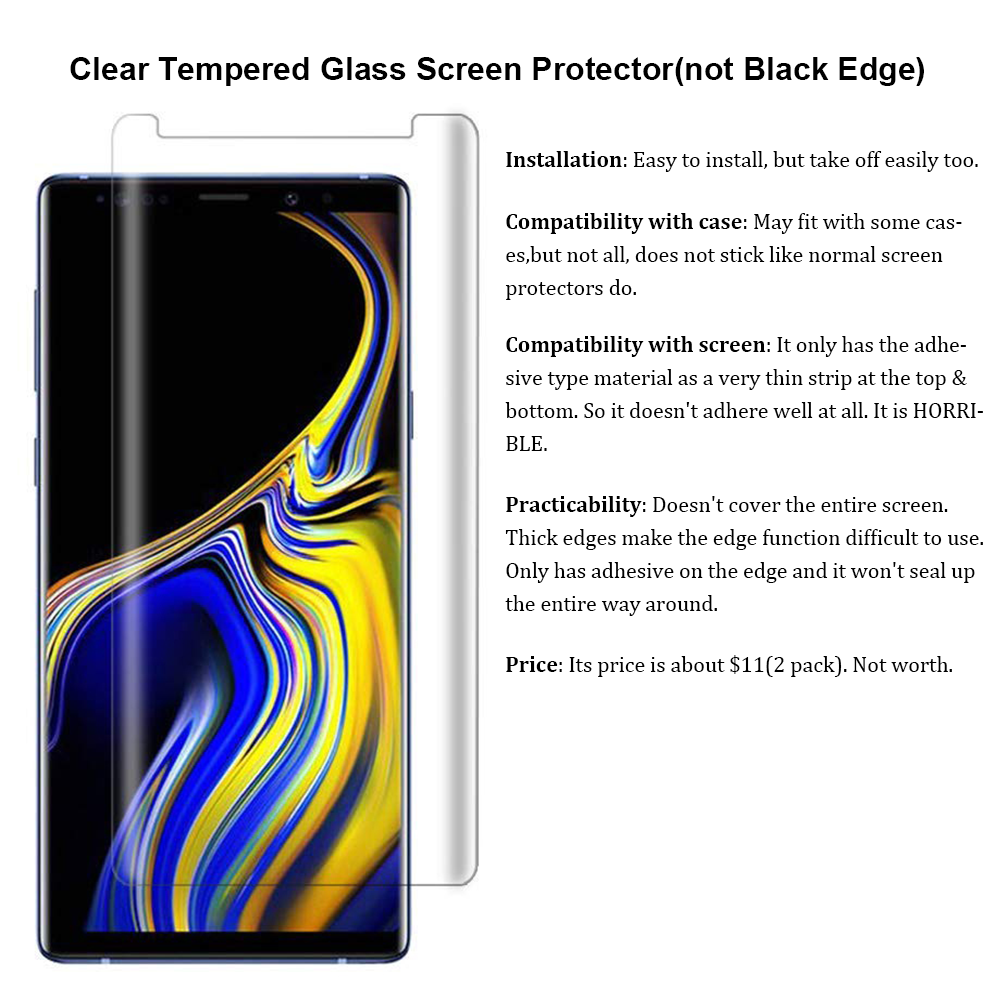 Clear Tempered Glass Screen Protector(not Black Edge)
Installation: Easy to install, but take off easily too.
Compatibility with case: May fit with some cas-
es,but not all, does not stick like normal screen
protectors do.
Compatibility with screen: It only has the adhe-
sive type material as a very thin strip at the top &
bottom. So it doesn't adhere well at all. It is HORRI-
BLE.
Practicability: Doesn't cover the entire screen.
Thick edges make the edge function difficult to use.
Only has adhesive on the edge and it won't seal up
the entire way around.
Price: Its price is about $11(2 pack). Not worth.